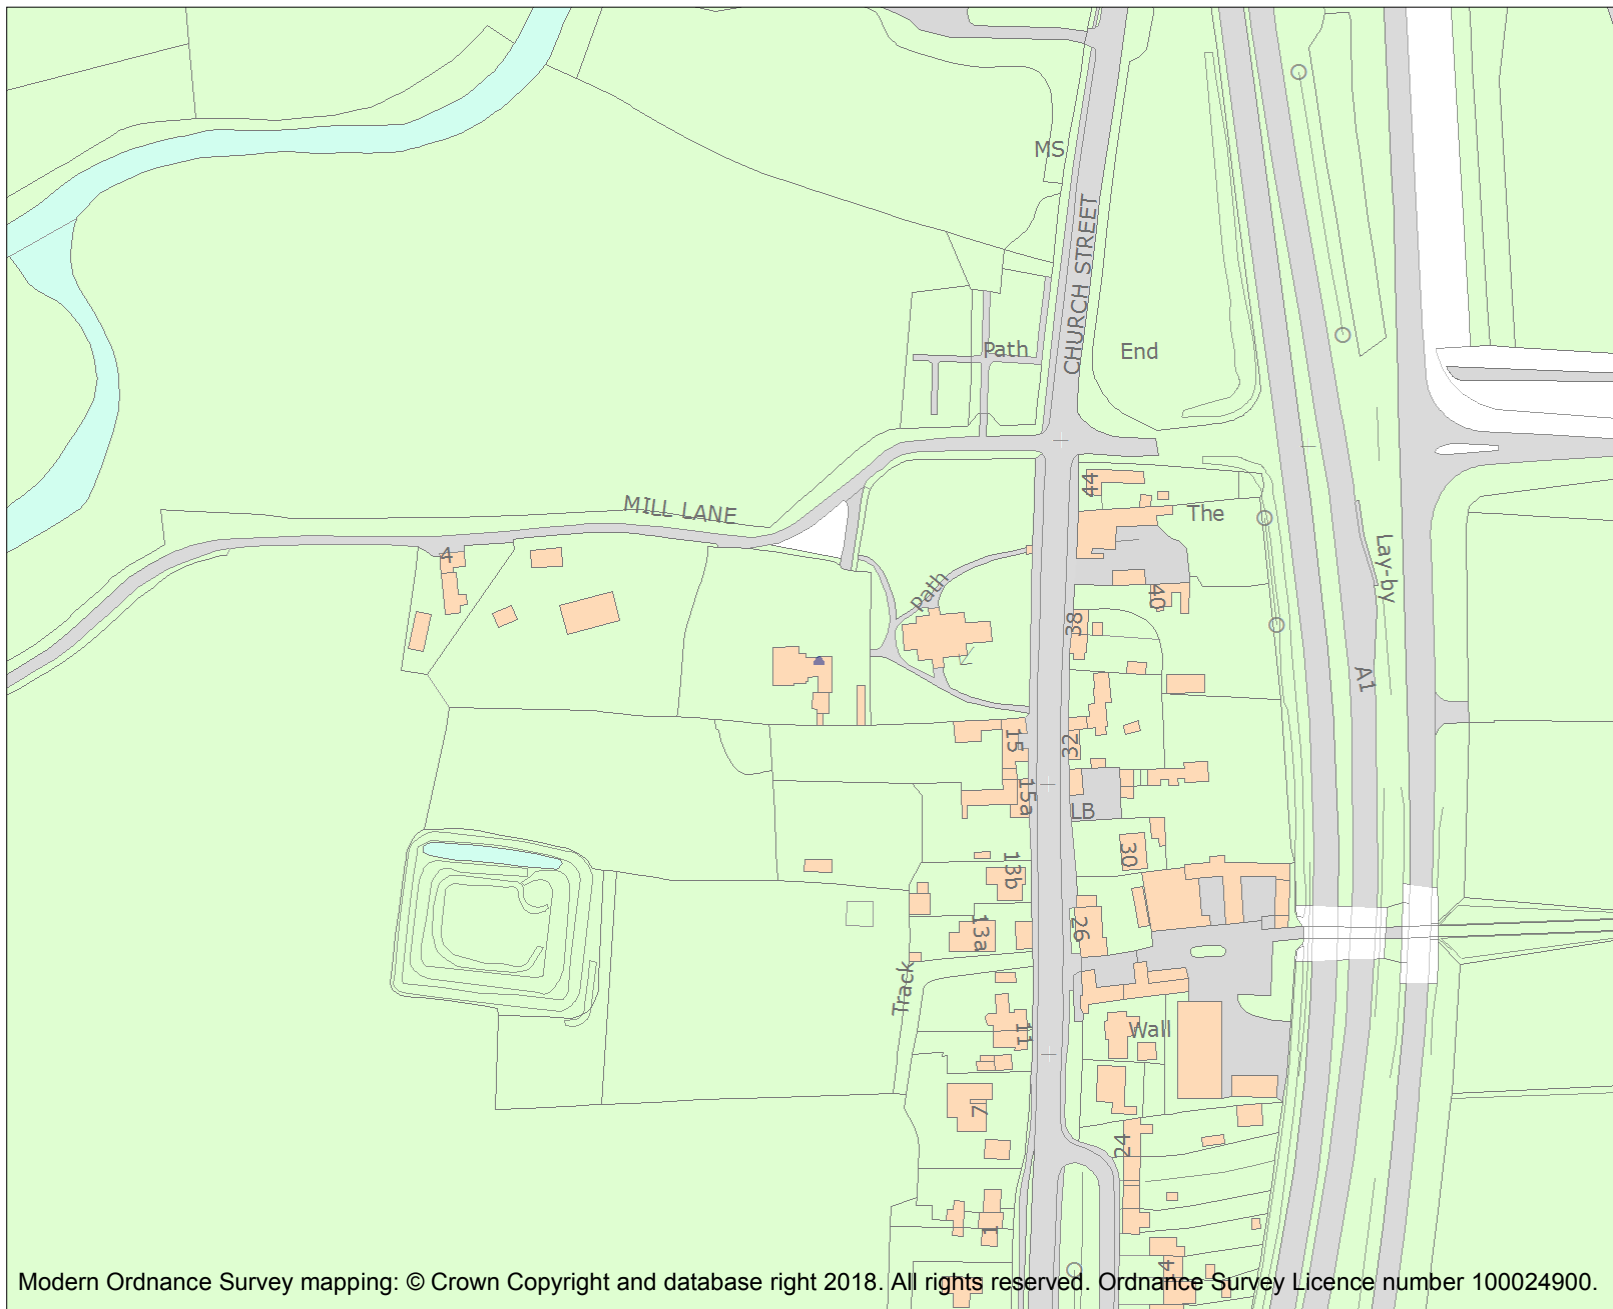 MS
CHURCH STREET
Path
End
MILL LANE
44
The
4
Lay-by
Path
40
38
A1
15
32
15a
LB
30
13b
26
13a
Track
11
Wall
7
24
1
4
Modern Ordnance Survey mapping: © Crown Copyright and database right 2018. All rights reserved. Ordnance Survey Licence number 100024900.